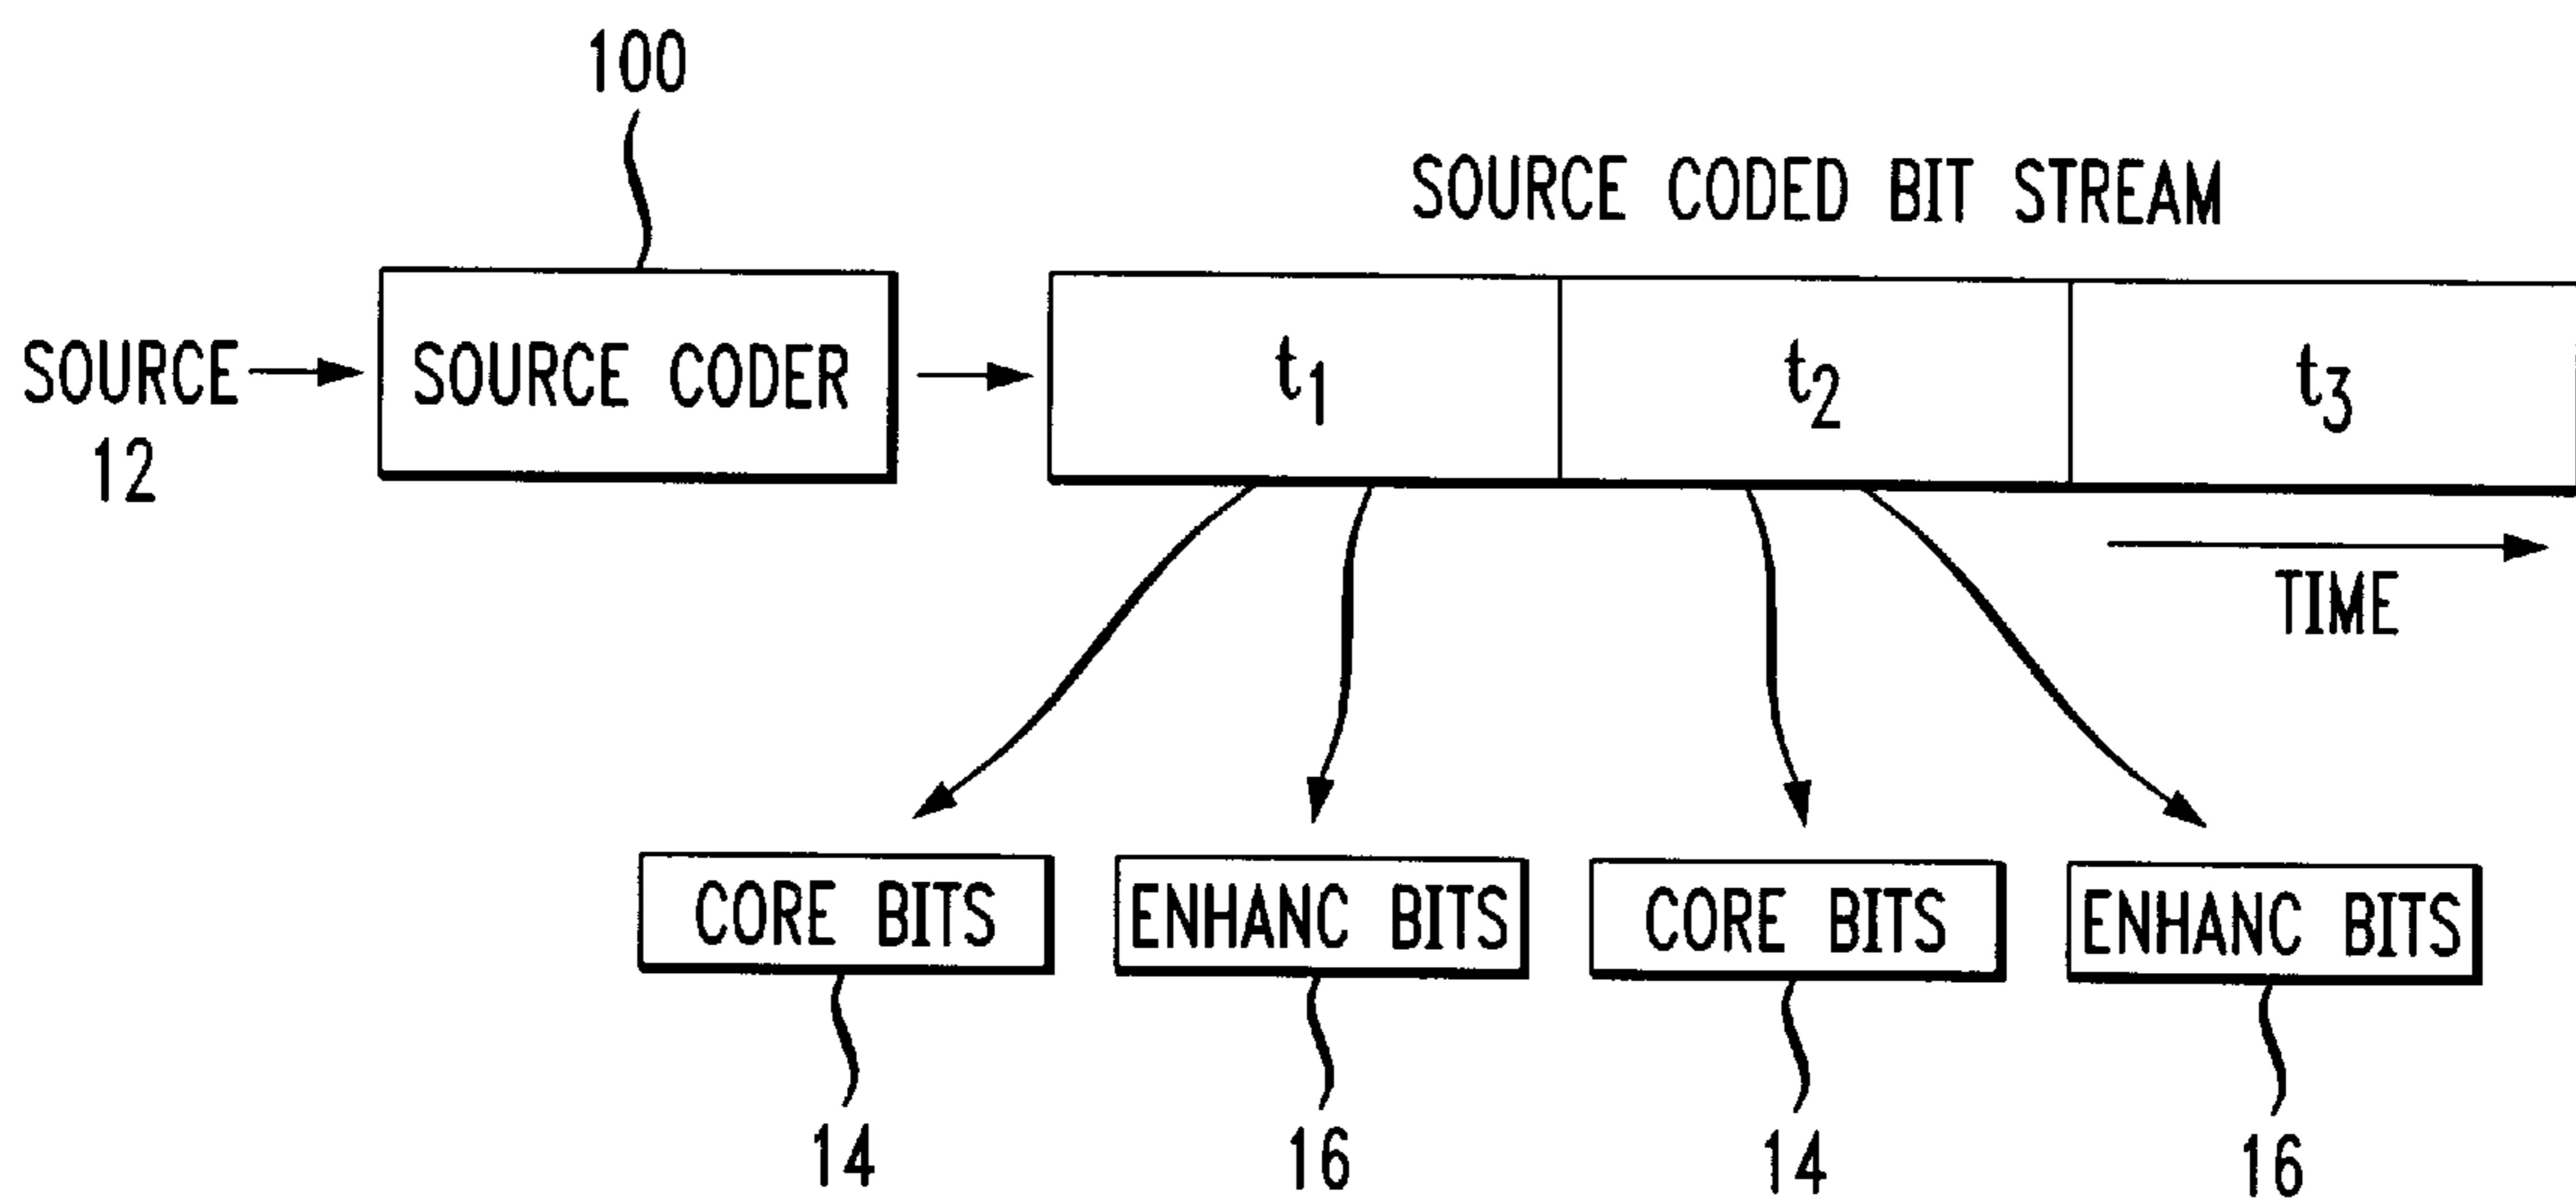 100
SOURCE CODED BIT STREAM
SOURCE
12
SOURCE CODER
t1
t2
t3
TIME
CORE BITS
ENHANC BITS
CORE BITS
ENHANC BITS
14
16
14
16